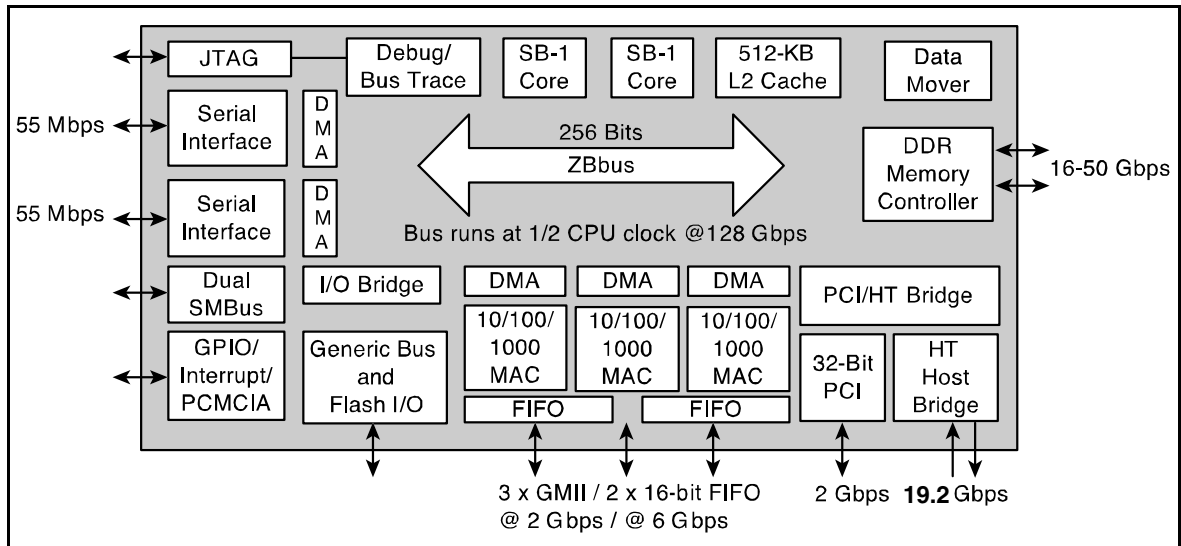 JTAG
Debug/
Bus Trace
SB-1
Core
SB-1
Core
512-KB
L2 Cache
Data
Mover
55 Mbps
Serial
Interface
D
M
A
256 Bits
ZBbus
Bus runs at 1/2 CPU clock @128 Gbps
DDR
Memory
Controller
16-50 Gbps
55 Mbps
Serial
Interface
D
M
A
Dual
SMBus
I/O Bridge
DMA
DMA
DMA
PCI/HT Bridge
GPIO/
Interrupt/
PCMCIA
Generic Bus
and
Flash I/O
10/100/
1000
MAC
10/100/
1000
MAC
10/100/
1000
MAC
FIFO
FIFO
32-Bit
PCI
HT
Host
Bridge
3 x GMII / 2 x 16-bit FIFO
@ 2 Gbps / @ 6 Gbps
2 Gbps
19.2 Gbps